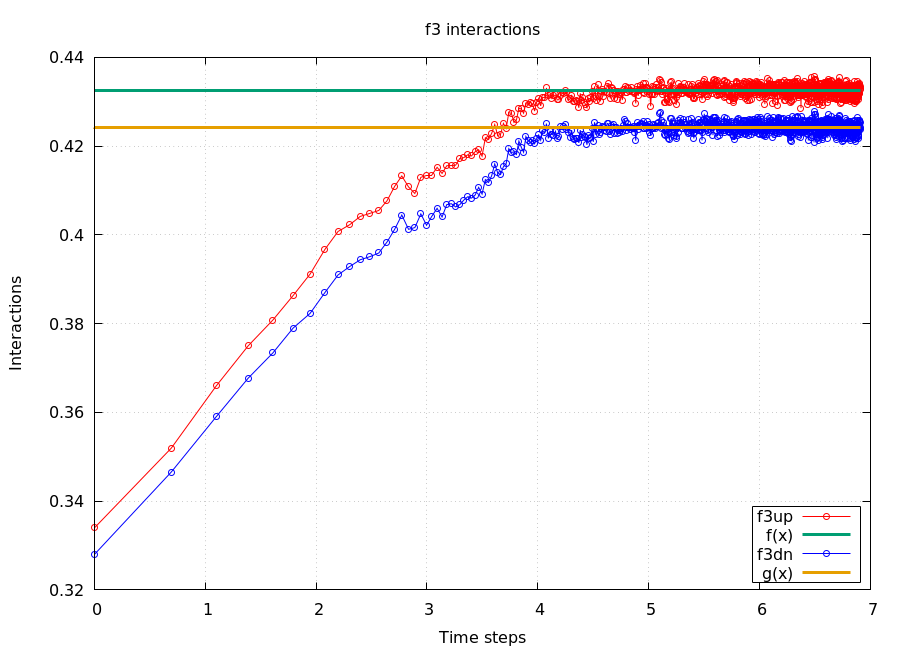 f3 interactions
0.44
0.42
0.4
0.38
0.36
0.34
0.32
Interactions
f3up
f(x)
f3dn
g(x)
0 1 2 3 4 5 6 7
Time steps